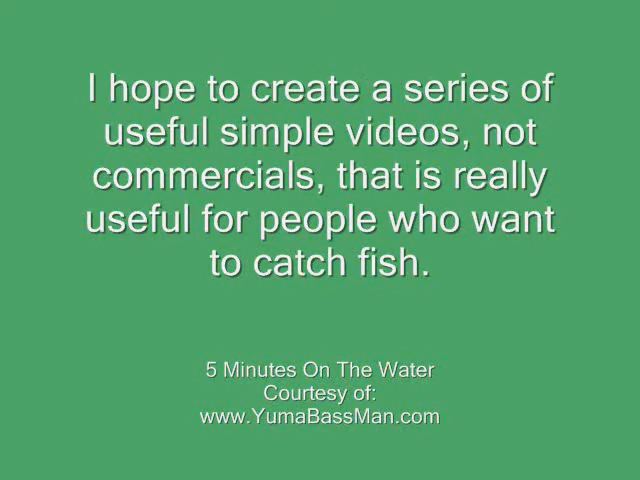 I hope to create a series of
useful simple videos, not
commercials, that is really
useful for people who want
to catch fish.
5 Minutes On The Water
Courtesy of:
www.YumaBassMan.com